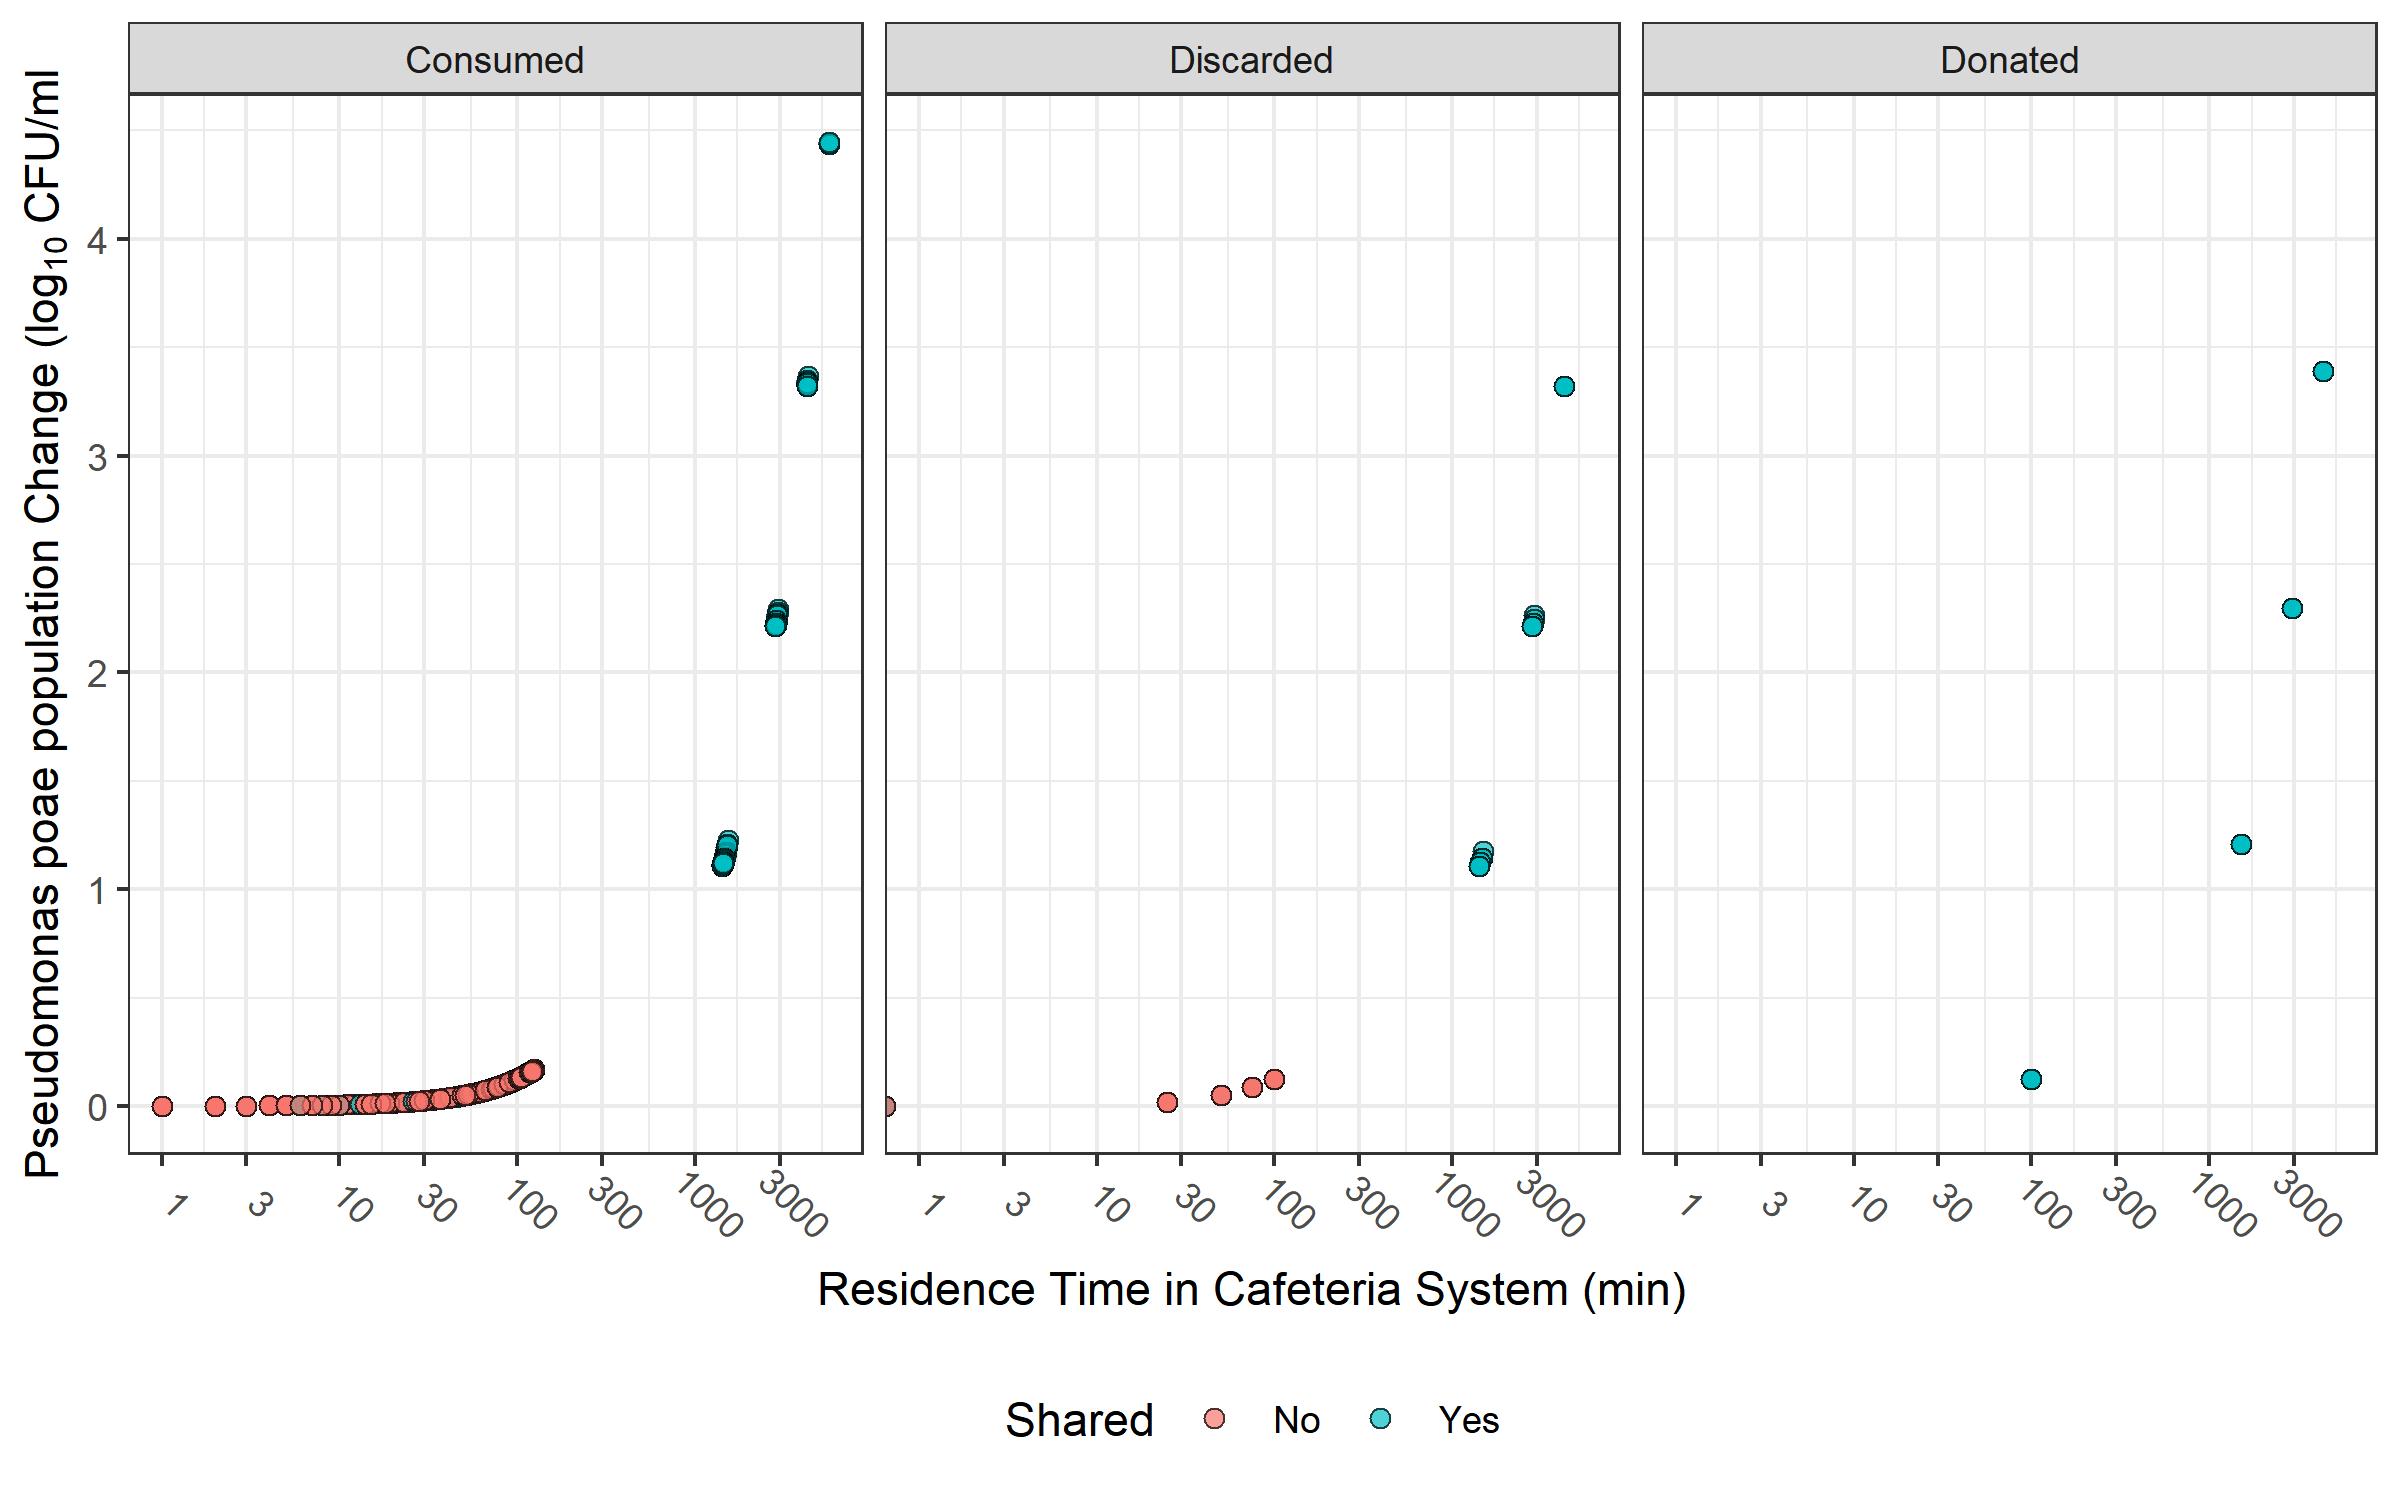 Consumed Discarded Donated
Pseudomonas poae population Change (log10 CFU/ml
4
3
2
1
0
1 3 10 30 100 300 1000 3000 1 3 10 30 100 300 1000 3000 1 3 10 30 100 300 1000 3000
Residence Time in Cafeteria System (min)
Shared No Yes